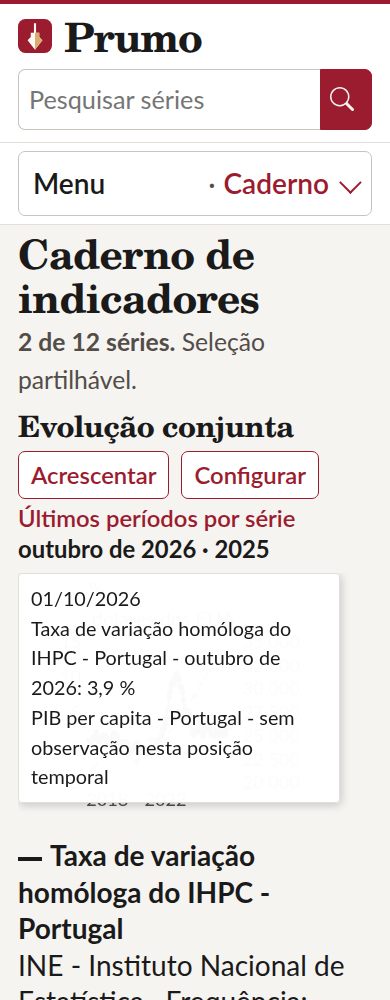 Prumo
Pesquisar séries
Menu · Caderno
Caderno de
indicadores
2 de 12 séries. Seleção
partilhável.
Evolução conjunta
Acrescentar Configurar
Últimos períodos por série
outubro de 2026 · 2025
01/10/2026
Taxa de variação homóloga do
IHPC - Portugal - outubro de
2026: 3,9 %
PIB per capita - Portugal - sem
observação nesta posição
temporal
— Taxa de variação
homóloga do IHPC -
Portugal
INE - Instituto Nacional de
Estatística · Frequência: